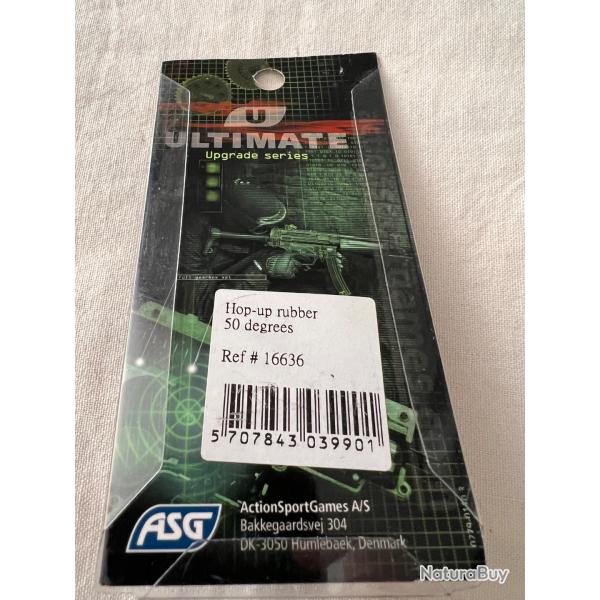 U
ULTIMATE
Upgrade series
Hop-up rubber
50 degrees
Ref # 16636
5 707843 039901
ASG
ActionSportGames A/S
Bakkegaardsvej 304
DK-3050 Humlebaek, Denmark
NaturaBuy